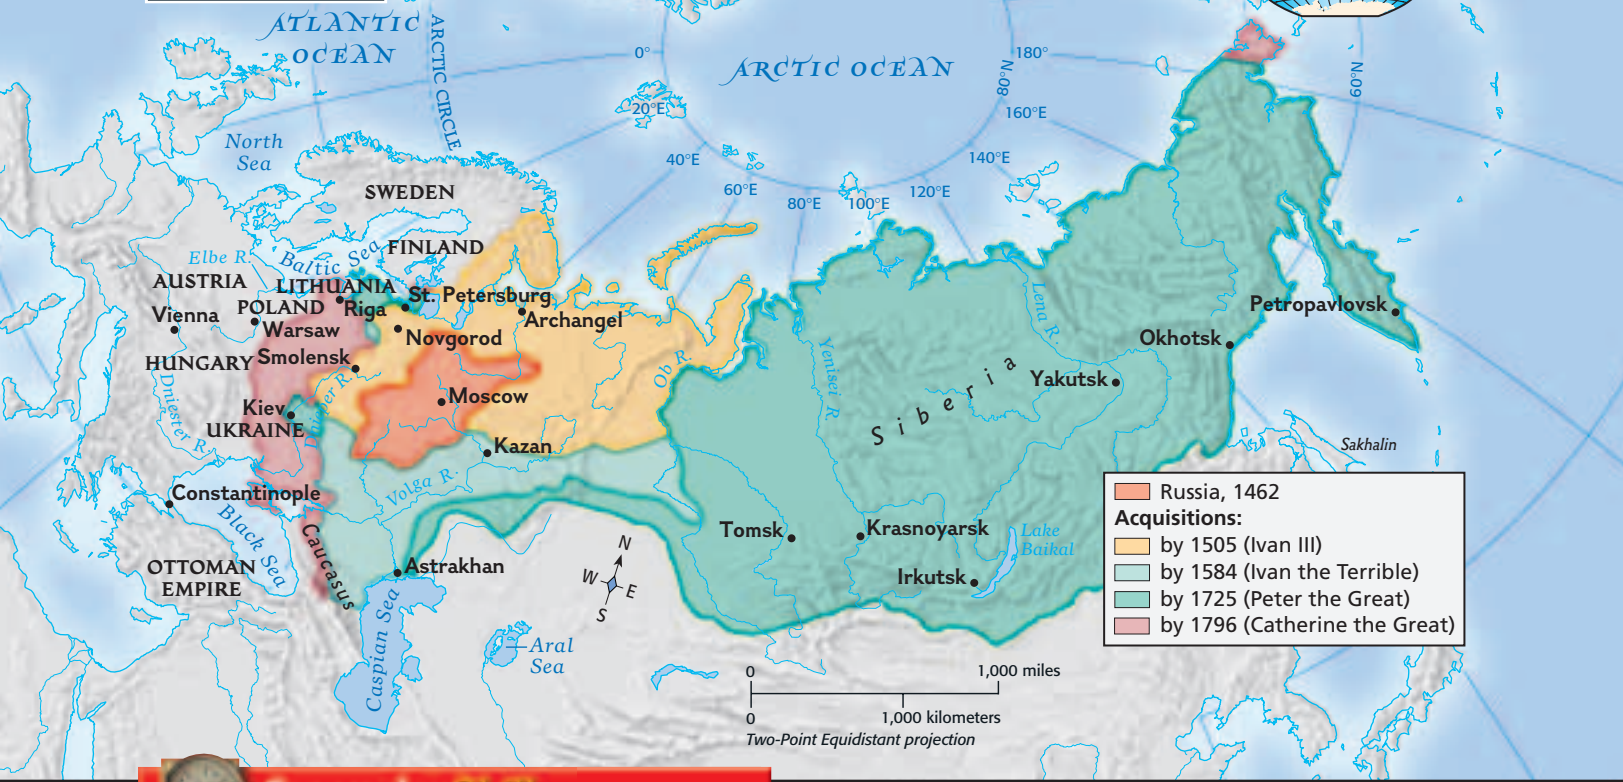 ATLANTIC
OCEAN
ARCTIC CIRCLE
ARCTIC OCEAN
0°
20°E
40°E
60°E
80°E
100°E
120°E
140°E
160°E
180°
80°N
60°N
North
Sea
SWEDEN
FINLAND
Baltic Sea
Elbe R.
AUSTRIA
LITHUANIA
St. Petersburg
POLAND
Riga
Vienna
Warsaw
Archangel
Novgorod
HUNGARY
Smolensk
Dniester R.
Dnieper R.
Moscow
Kiev
UKRAINE
Kazan
Volga R.
Constantinople
Black Sea
Caucasus
OTTOMAN
EMPIRE
Astrakhan
Caspian Sea
Aral
Sea
Ob R.
Yenisei R.
Lena R.
Siberia
Yakutsk
Okhotsk
Petropavlovsk
Sakhalin
Tomsk
Krasnoyarsk
Irkutsk
Lake
Baikal
N
W
E
S
Russia, 1462
Acquisitions:
by 1505 (Ivan III)
by 1584 (Ivan the Terrible)
by 1725 (Peter the Great)
by 1796 (Catherine the Great)
0
1,000 miles
0
1,000 kilometers
Two-Point Equidistant projection